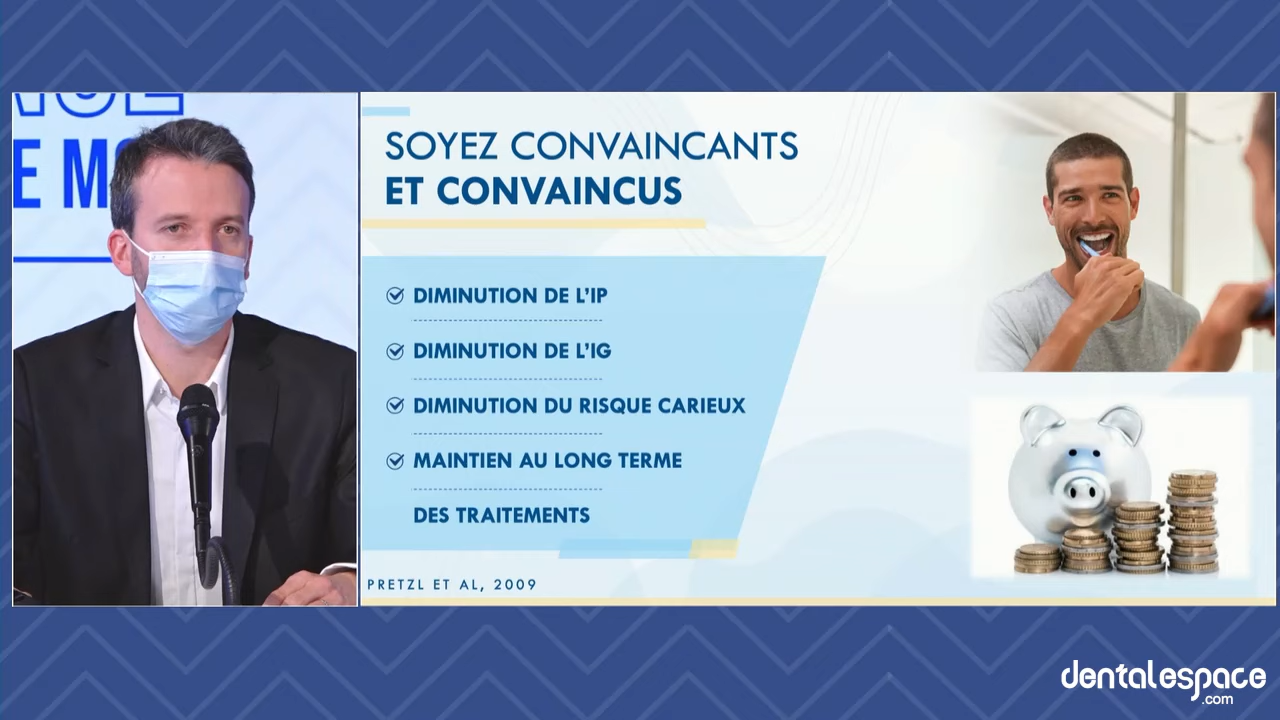 E M
SOYEZ CONVAINCANTS
ET CONVAINCUS
DIMINUTION DE L'IP
DIMINUTION DE L'IG
DIMINUTION DU RISQUE CARIEUX
MAINTIEN AU LONG TERME
DES TRAITEMENTS
PRETZL ET AL, 2009
dentalespace
.com